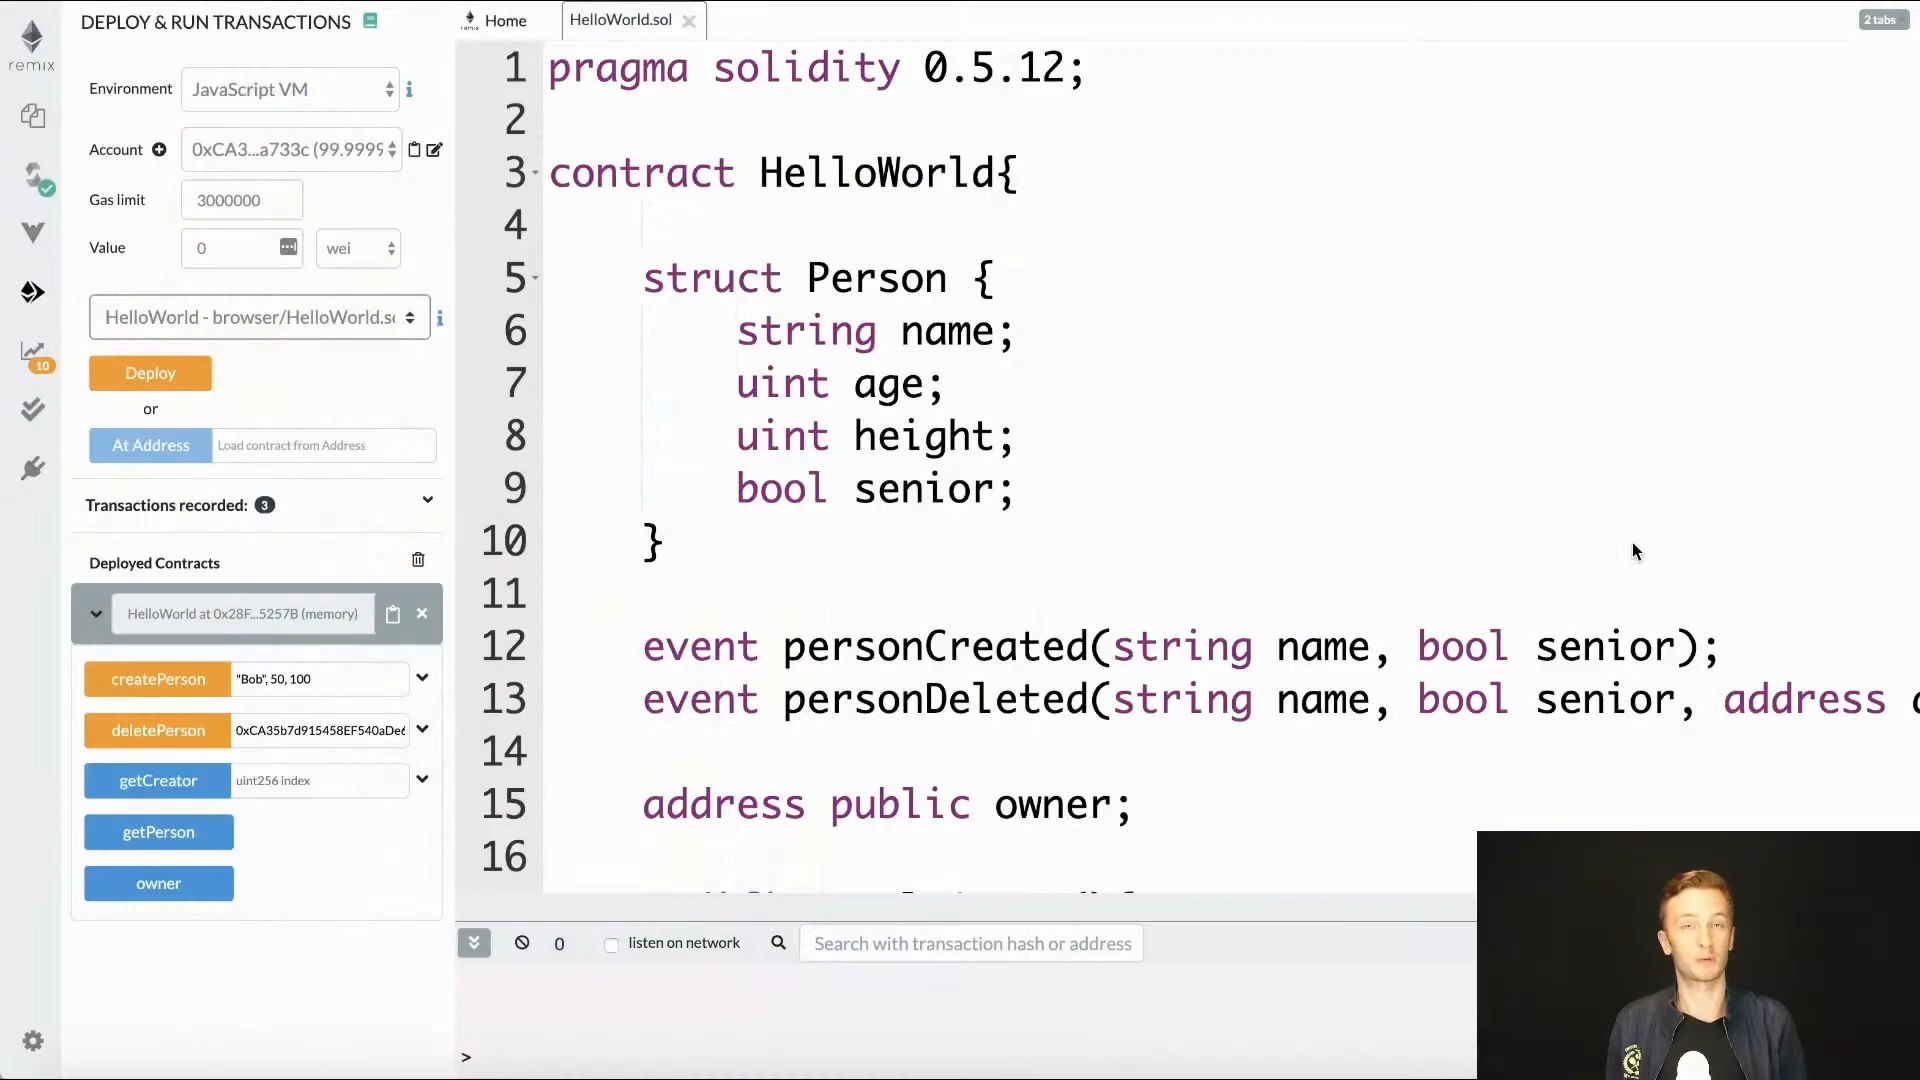 DEPLOY & RUN TRANSACTIONS
remix
Environment
JavaScript VM
Account
0xCA3...a733c (99.9999
Gas limit
3000000
Value
0
wei
HelloWorld - browser/HelloWorld.s
Deploy
or
At Address
Load contract from Address
10
Transactions recorded: 3
Deployed Contracts
HelloWorld at 0x28F...5257B (memory)
createPerson
"Bob", 50, 100
deletePerson
0xCA35b7d915458EF540aDe
getCreator
uint256 index
getPerson
owner
remix
Home
HelloWorld.sol
2 tabs
1 pragma solidity 0.5.12;
2
3 contract HelloWorld{
4
5 struct Person {
6 string name;
7 uint age;
8 uint height;
9 bool senior;
10 }
11
12 event personCreated(string name, bool senior);
13 event personDeleted(string name, bool senior, address
14
15 address public owner;
16
0
listen on network
Search with transaction hash or address
>